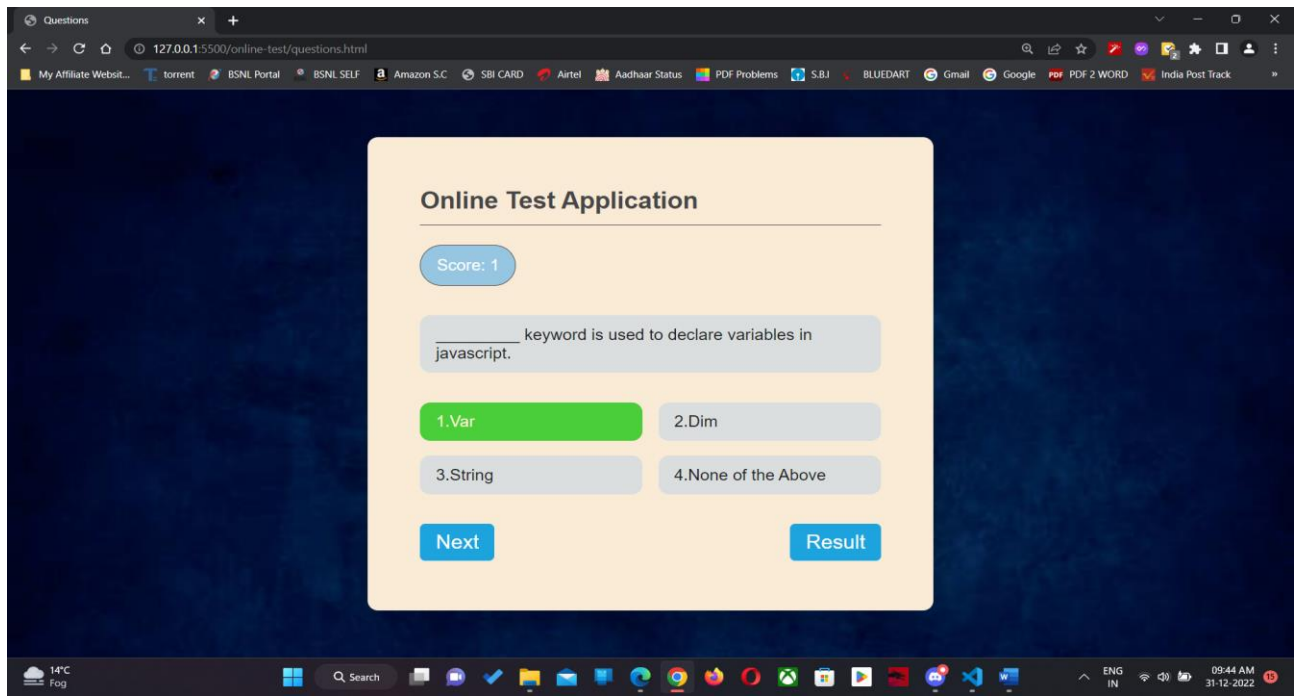 Questions
127.0.0.1:5500/online-test/questions.html
My Affiliate Websit... torrent BSNL Portal BSNL SELF Amazon S.C SBI CARD Airtel Aadhaar Status PDF Problems S.B.I BLUEDART Gmail Google PDF 2 WORD India Post Track »
Online Test Application
Score: 1
__________ keyword is used to declare variables in
javascript.
1.Var 2.Dim
3.String 4.None of the Above
Next Result
14°C
Fog
Search
ENG
IN
09:44 AM
31-12-2022
15